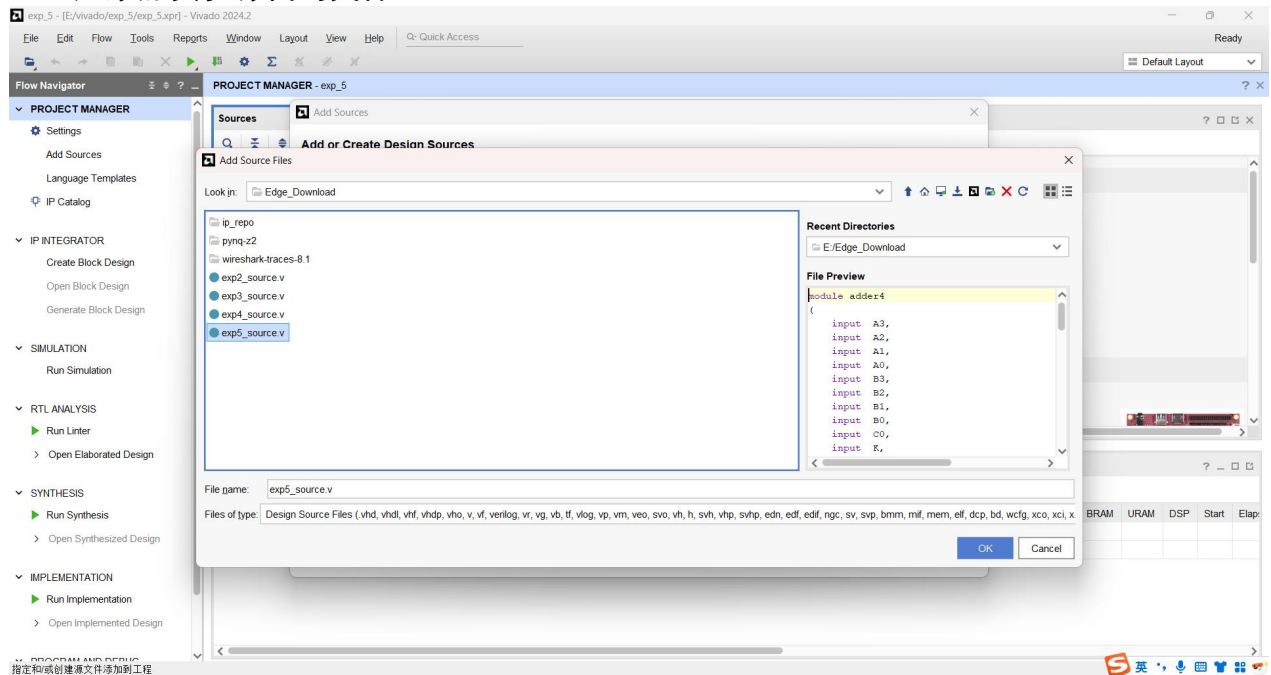 exp_5 - [E:/vivado/exp_5/exp_5.xpr] - Vivado 2024.2
File Edit Flow Tools Reports Window Layout View Help Q- Quick Access Ready
Default Layout
Flow Navigator
PROJECT MANAGER - exp_5
PROJECT MANAGER
Settings
Add Sources
Language Templates
IP Catalog
IP INTEGRATOR
Create Block Design
Open Block Design
Generate Block Design
SIMULATION
Run Simulation
RTL ANALYSIS
Run Linter
Open Elaborated Design
SYNTHESIS
Run Synthesis
Open Synthesized Design
IMPLEMENTATION
Run Implementation
Open Implemented Design
Sources
Add Sources
Add or Create Design Sources
Add Source Files
Look in: Edge_Download
ip_repo
pynq-z2
wireshark-traces-8.1
exp2_source.v
exp3_source.v
exp4_source.v
exp5_source.v
Recent Directories
E:/Edge_Download
File Preview
module adder4
(
input A3,
input A2,
input A1,
input A0,
input B3,
input B2,
input B1,
input B0,
input C0,
input K,
File name: exp5_source.v
Files of type: Design Source Files (.vhd, vhdl, vhf, vhdp, vho, v, vf, verilog, vr, vg, vb, tf, vlog, vp, vm, veo, svo, vh, h, svh, vhp, svhp, edn, edf, edif, ngc, sv, svp, bmm, mif, mem, elf, dcp, bd, wcfg, xco, xci, x
OK Cancel
BRAM URAM DSP Start Elap
指定和/或创建源文件添加到工程
英